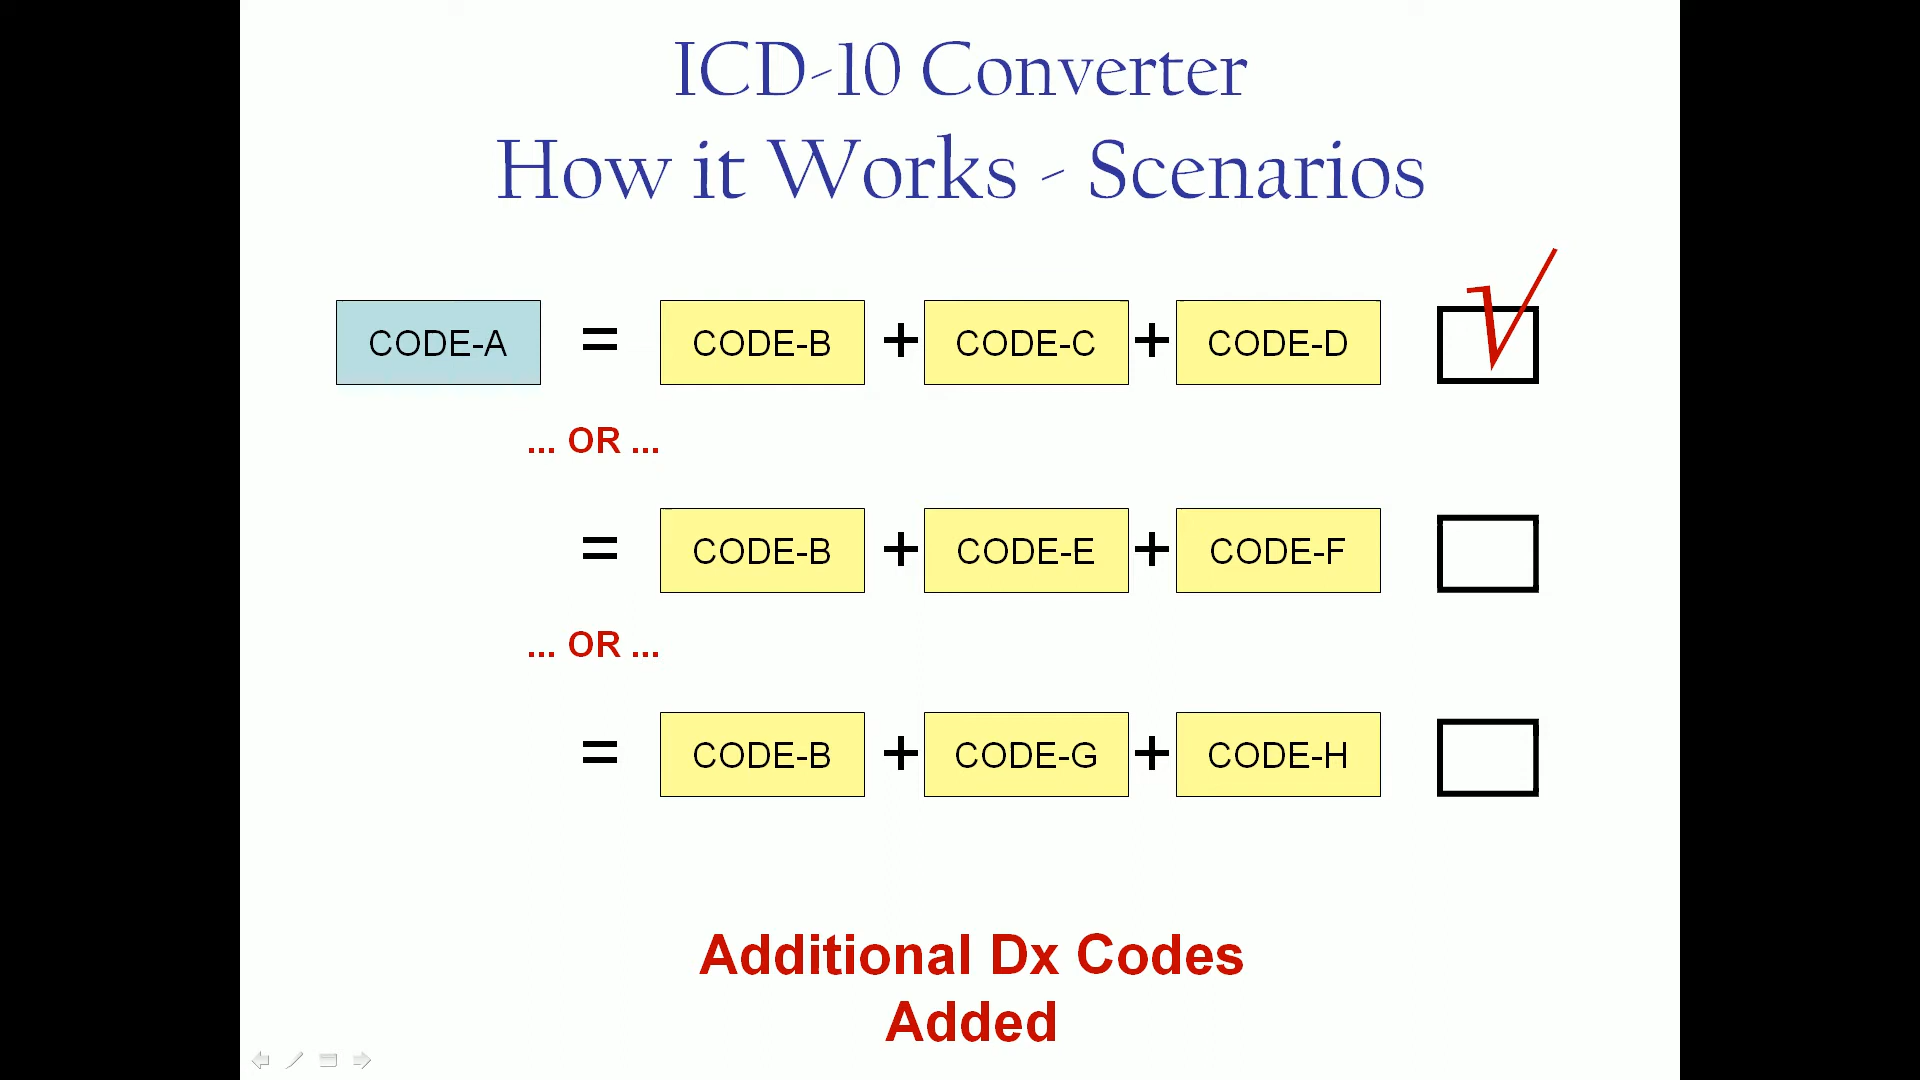 ICD-10 Converter
How it Works - Scenarios
CODE-A = CODE-B + CODE-C + CODE-D √
... OR ...
= CODE-B + CODE-E + CODE-F
... OR ...
= CODE-B + CODE-G + CODE-H
Additional Dx Codes
Added